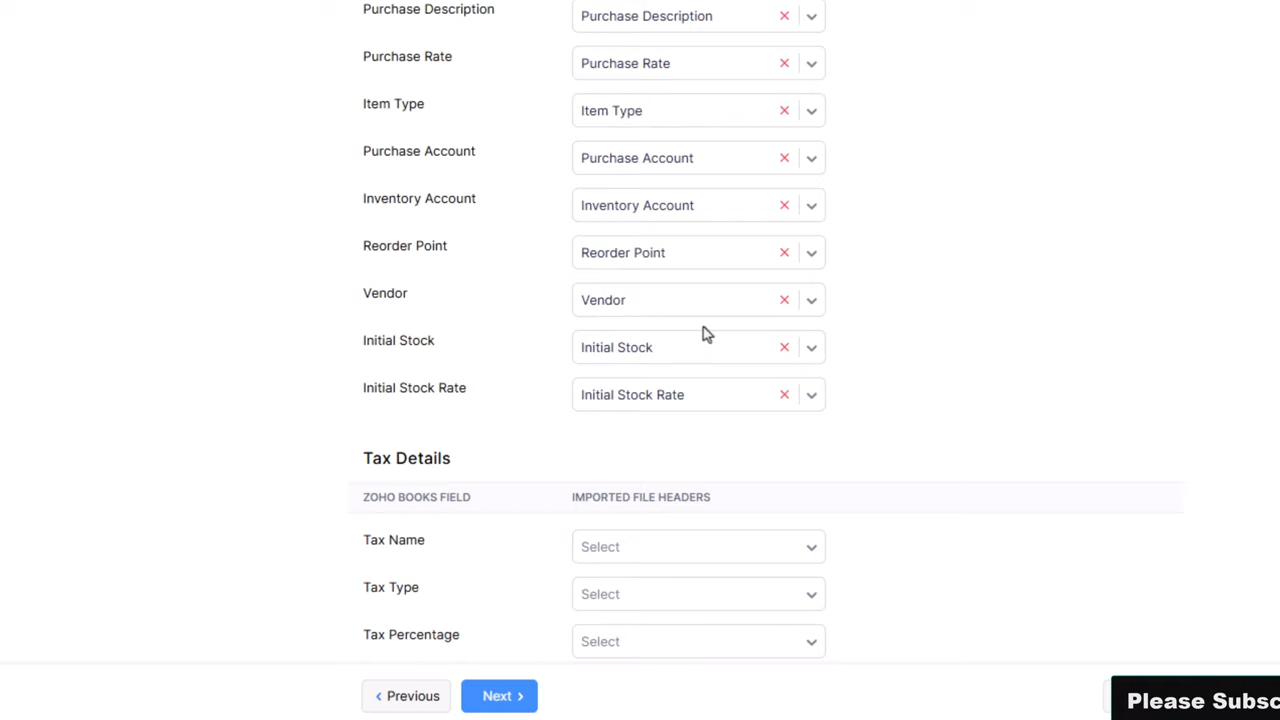 Purchase Description Purchase Description
Purchase Rate Purchase Rate
Item Type Item Type
Purchase Account Purchase Account
Inventory Account Inventory Account
Reorder Point Reorder Point
Vendor Vendor
Initial Stock Initial Stock
Initial Stock Rate Initial Stock Rate
Tax Details
ZOHO BOOKS FIELD IMPORTED FILE HEADERS
Tax Name Select
Tax Type Select
Tax Percentage Select
Previous Next
Please Subsc